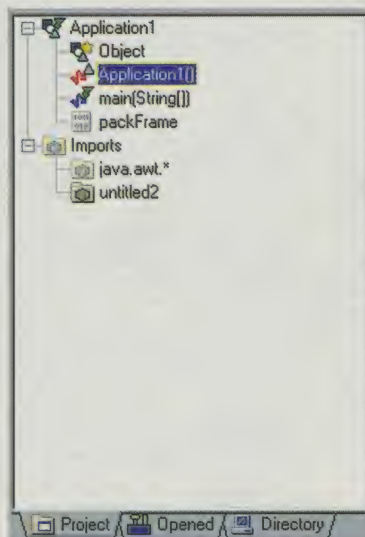 Application1
Object
Application1()
main(String[])
packFrame
Imports
java.awt.*
untitled2
Project
Opened
Directory